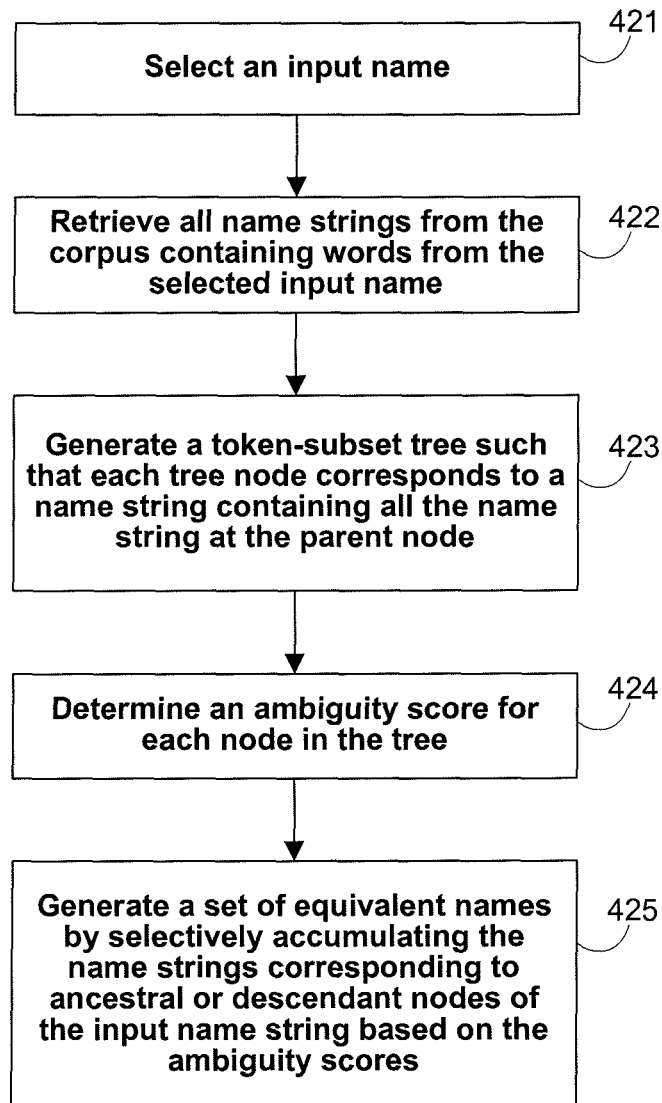 421
Select an input name
Retrieve all name strings from the
corpus containing words from the
selected input name
422
Generate a token-subset tree such
that each tree node corresponds to a
name string containing all the name
string at the parent node
423
Determine an ambiguity score for
each node in the tree
424
Generate a set of equivalent names
by selectively accumulating the
name strings corresponding to
ancestral or descendant nodes of
the input name string based on the
ambiguity scores
425